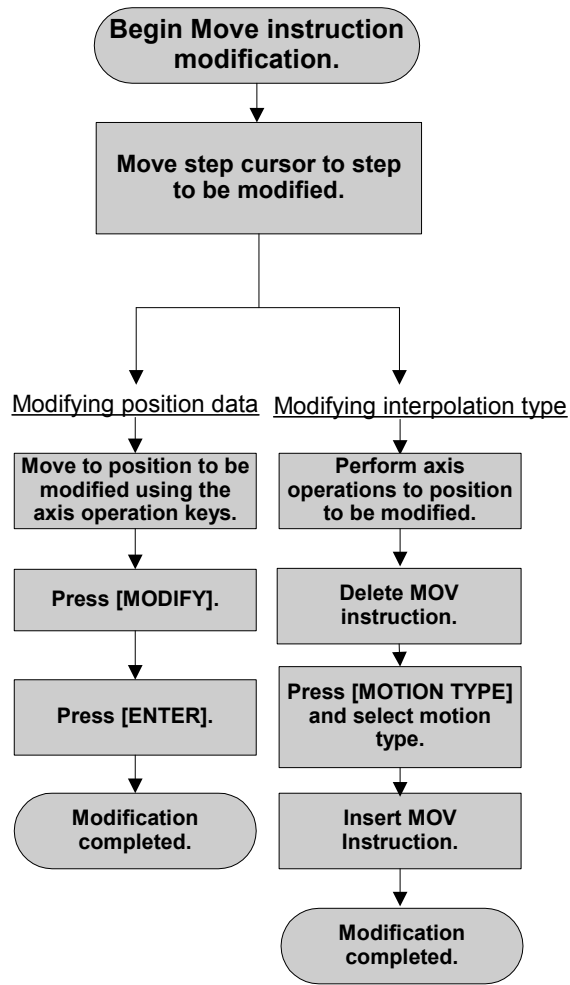 Begin Move instruction
modification.
Move step cursor to step
to be modified.
Modifying position data
Move to position to be
modified using the
axis operation keys.
Press [MODIFY].
Press [ENTER].
Modification
completed.
Modifying interpolation type
Perform axis
operations to position
to be modified.
Delete MOV
instruction.
Press [MOTION TYPE]
and select motion
type.
Insert MOV
Instruction.
Modification
completed.